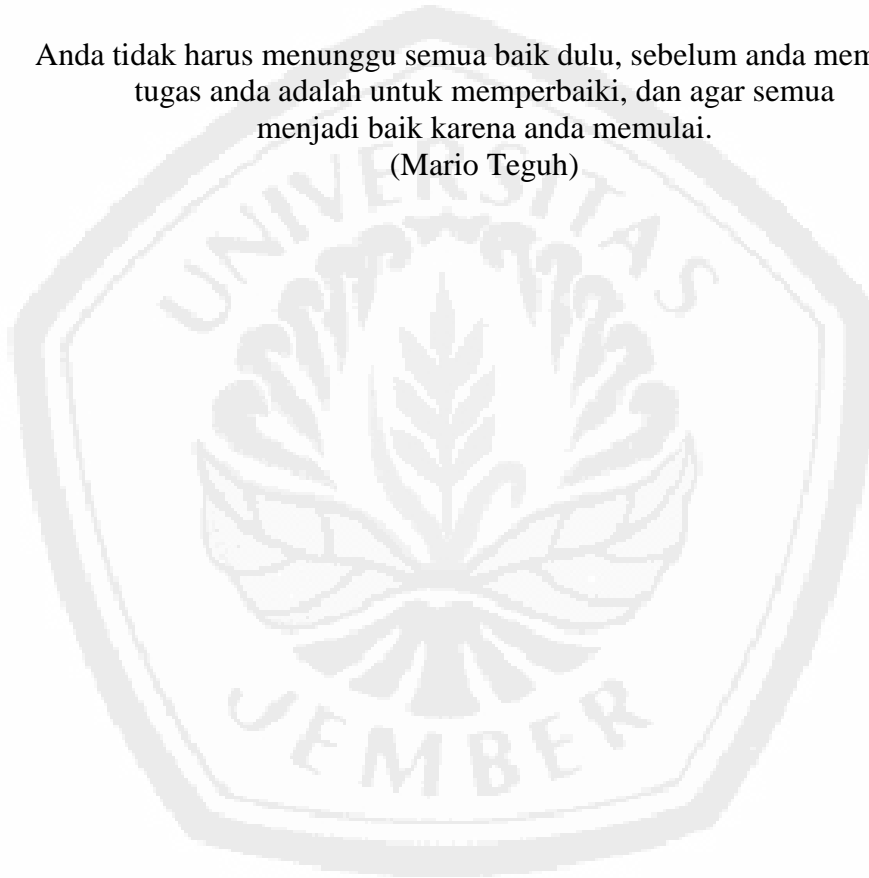 Anda tidak harus menunggu semua baik dulu, sebelum anda
tugas anda adalah untuk memperbaiki, dan agar semua
menjadi baik karena anda memulai.
(Mario Teguh)
UNIVERSITAS
JEMBER